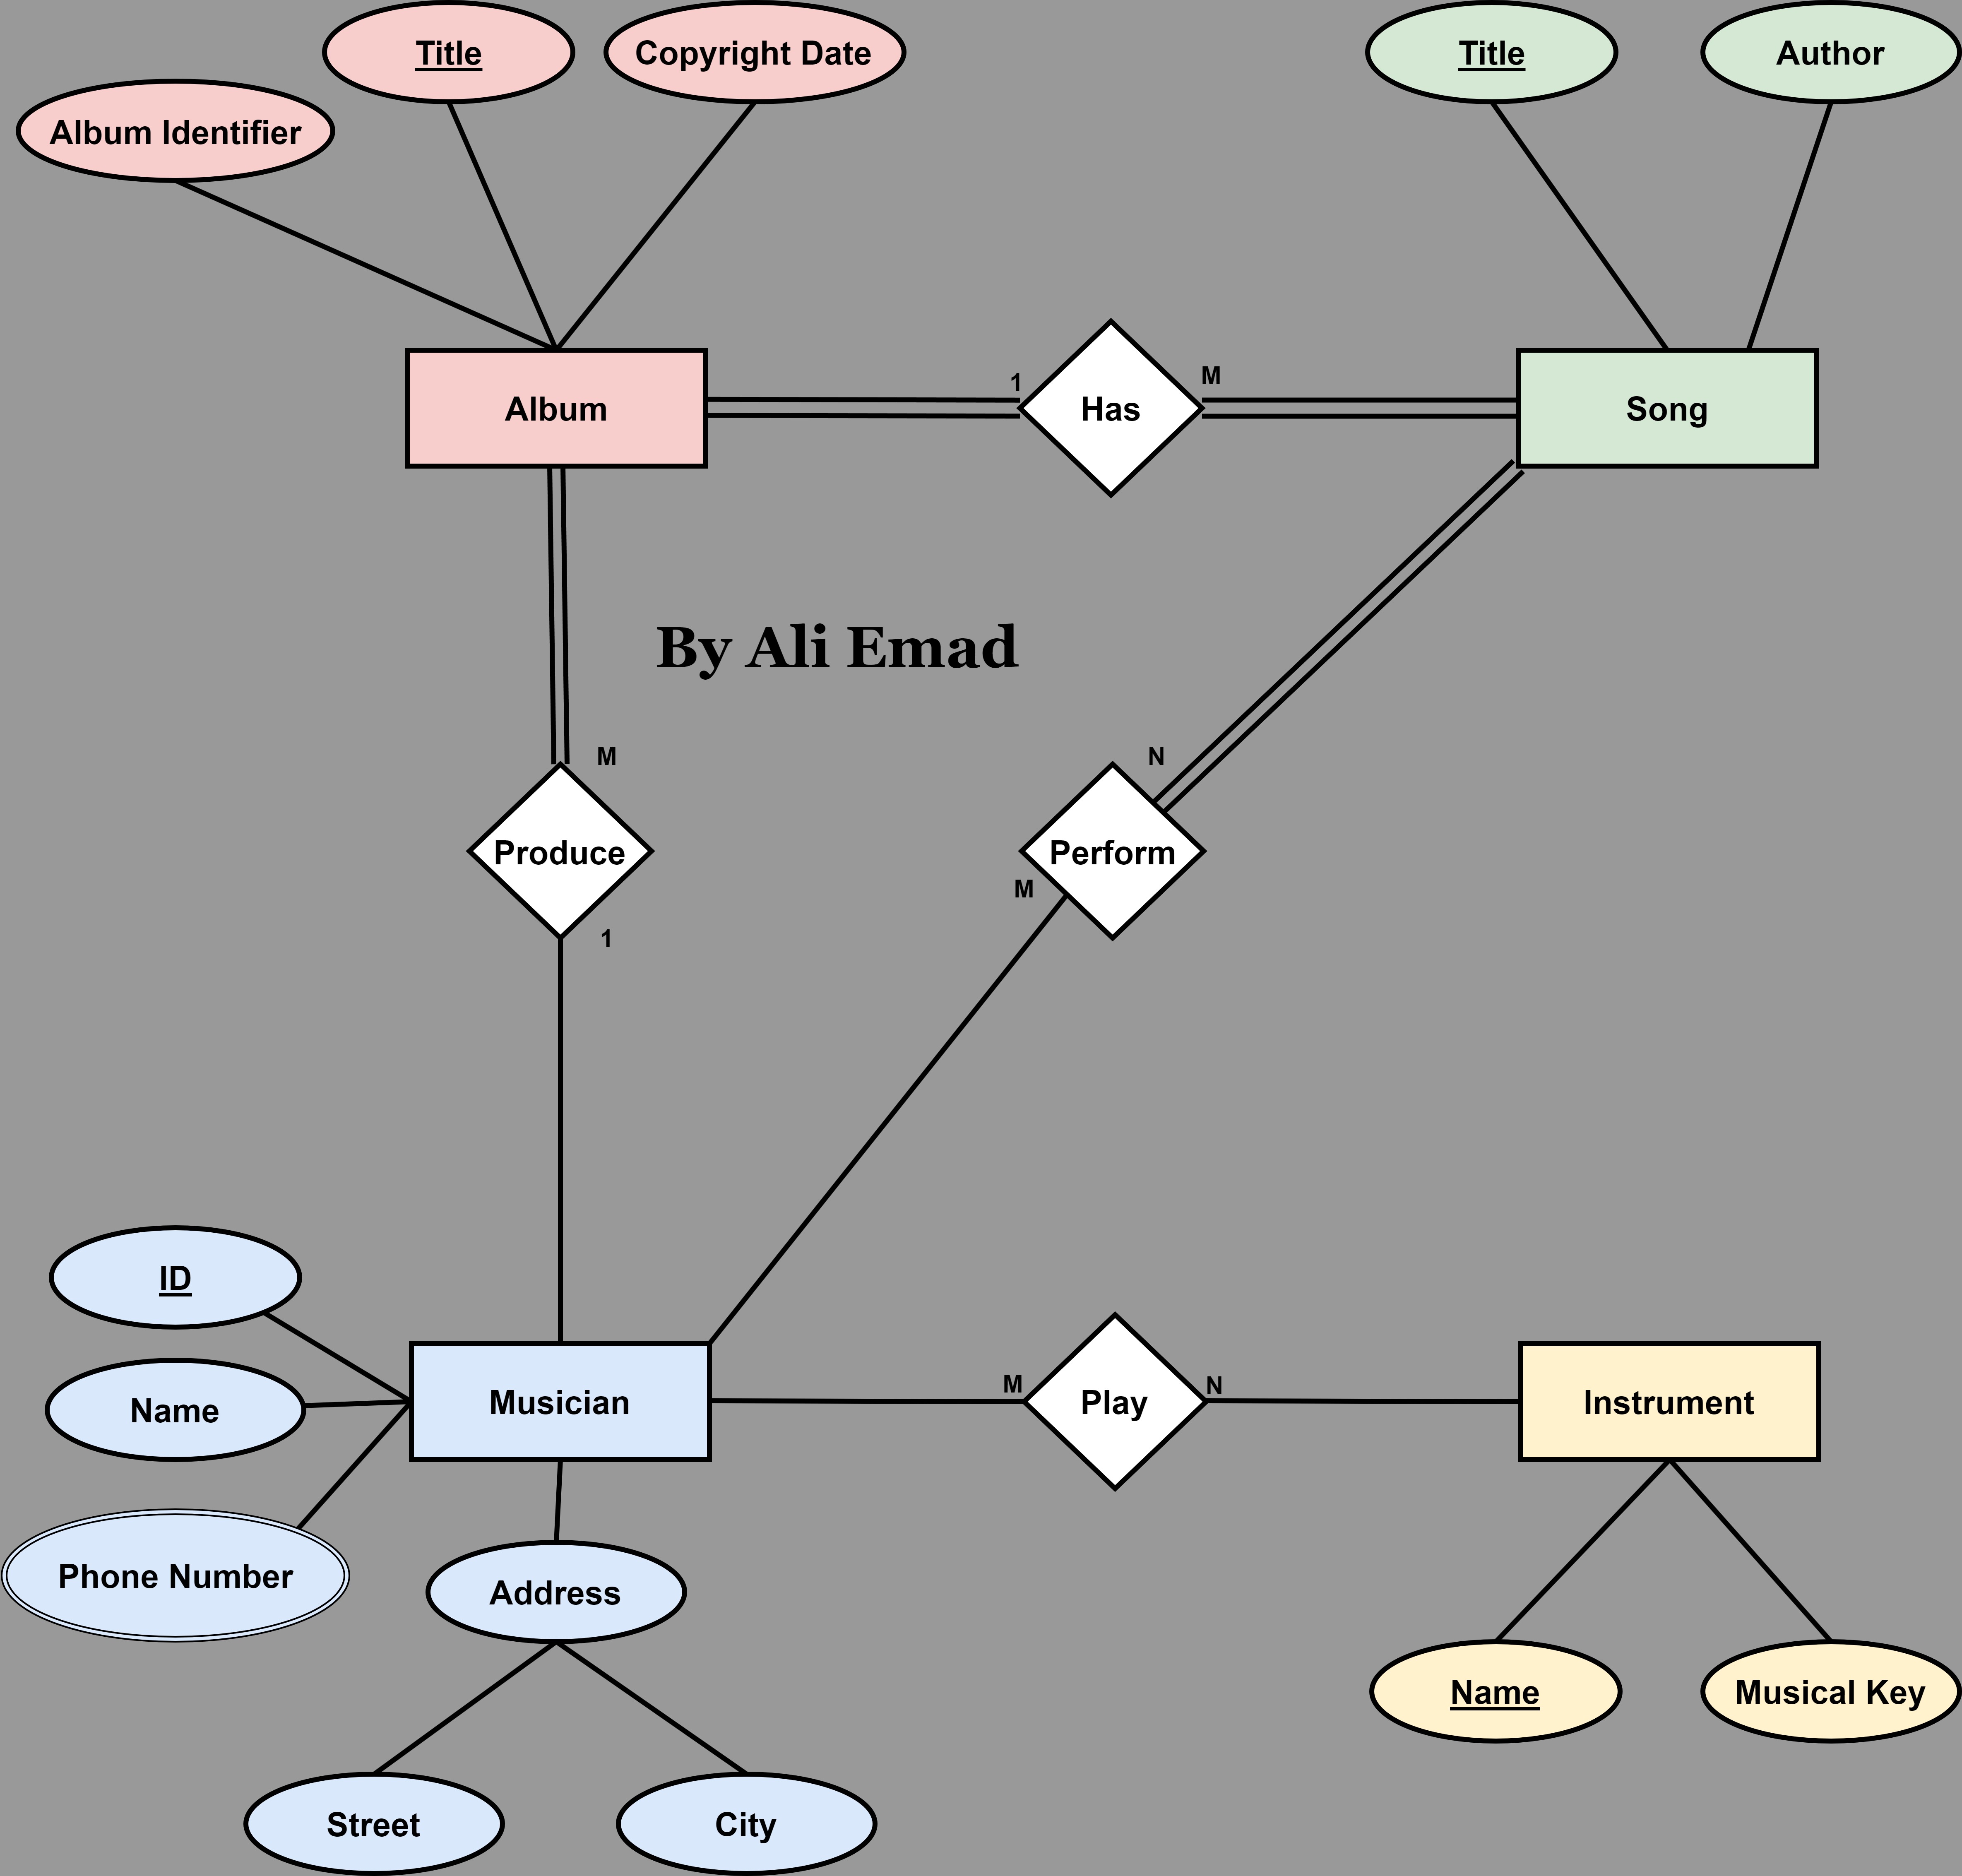 Title
Copyright Date
Title
Author
Album Identifier
1
M
Album
Has
Song
By Ali Emad
M
N
Produce
Perform
M
1
ID
M
N
Name
Musician
Play
Instrument
Phone Number
Address
Name
Musical Key
Street
City